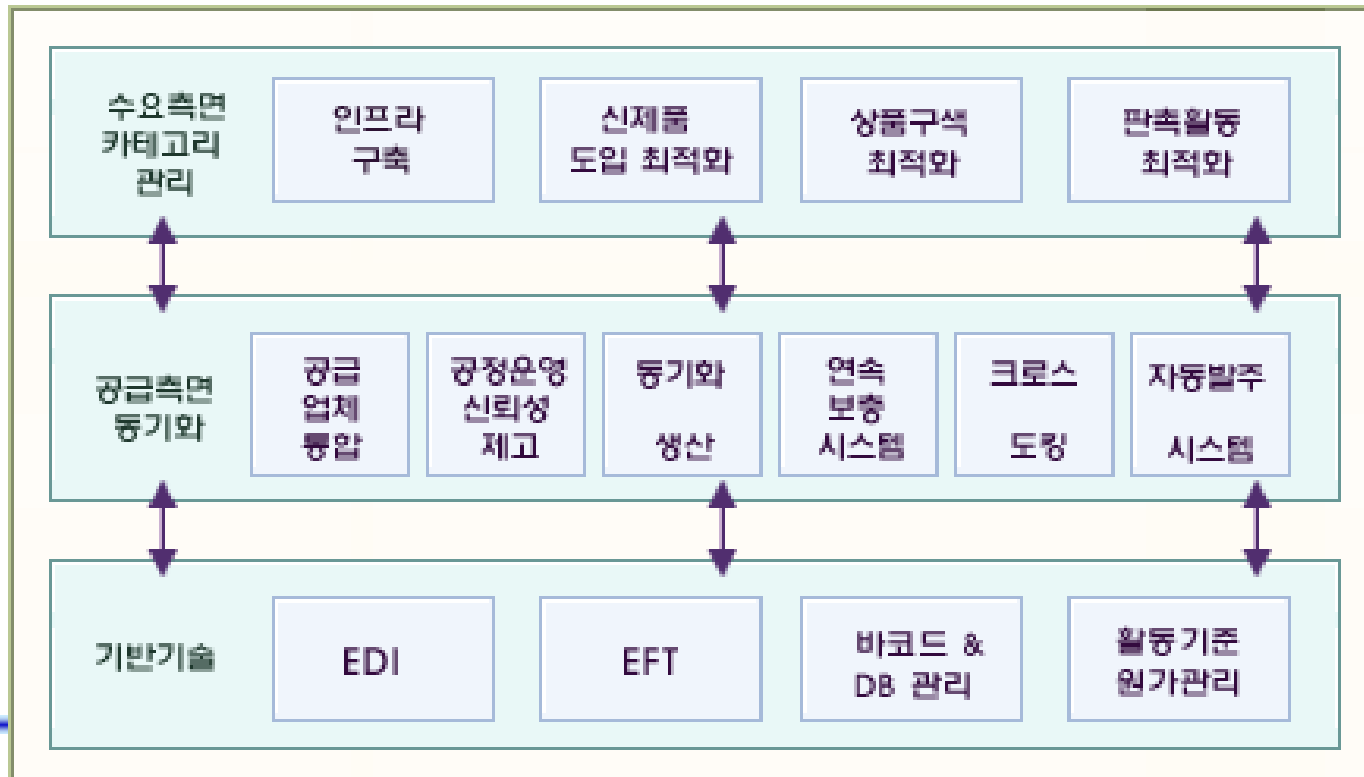 수요측면
카테고리
관리
인프라
구축
신제품
도입 최적화
상품구색
최적화
판촉활동
최적화
공급측면
동기화
공급
업체
통합
공정운영
신뢰성
제고
동기화
생산
연속
보충
시스템
크로스
도킹
자동발주
시스템
기반기술
EDI
EFT
바코드 &
DB 관리
활동기준
원가관리